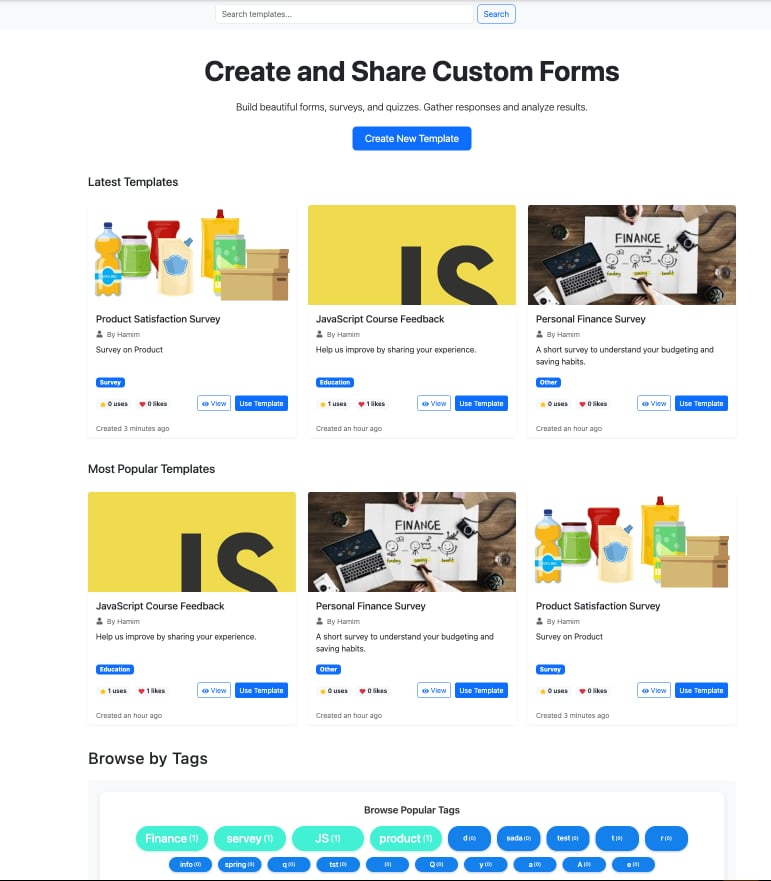 Search templates...
Search
Create and Share Custom Forms
Build beautiful forms, surveys, and quizzes. Gather responses and analyze results.
Create New Template
Latest Templates
Product Satisfaction Survey
By Hamim
Survey on Product
Survey
0 uses
0 likes
View
Use Template
Created 3 minutes ago
JS
JavaScript Course Feedback
By Hamim
Help us improve by sharing your experience.
Education
1 uses
1 likes
View
Use Template
Created an hour ago
FINANCE
funding
saving
benefit
Personal Finance Survey
By Hamim
A short survey to understand your budgeting and
saving habits.
Other
0 uses
0 likes
View
Use Template
Created an hour ago
Most Popular Templates
JS
JavaScript Course Feedback
By Hamim
Help us improve by sharing your experience.
Education
1 uses
1 likes
View
Use Template
Created an hour ago
FINANCE
funding
saving
benefit
Personal Finance Survey
By Hamim
A short survey to understand your budgeting and
saving habits.
Other
0 uses
0 likes
View
Use Template
Created an hour ago
Product Satisfaction Survey
By Hamim
Survey on Product
Survey
0 uses
0 likes
View
Use Template
Created 3 minutes ago
Browse by Tags
Browse Popular Tags
Finance (1) servey (1) JS (1) product (1) d (0) sada (0) test (0) t (0) r (0)
info (0) spring (0) q (0) tst (0) (0) Q (0) y (0) a (0) A (0) e (0)